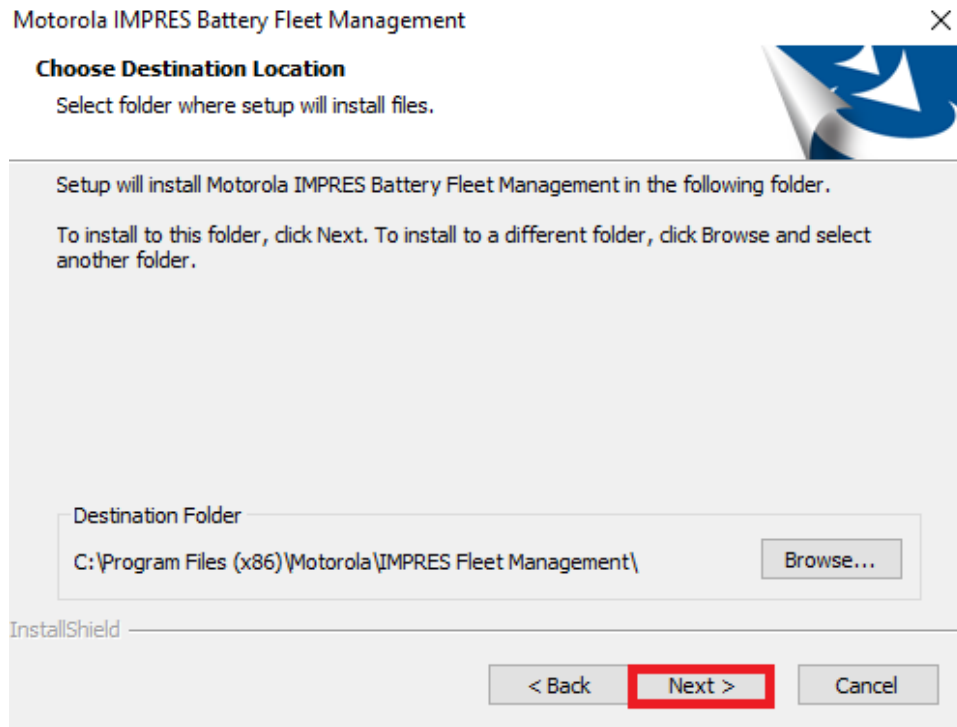 Motorola IMPRES Battery Fleet Management
Choose Destination Location
Select folder where setup will install files.
Setup will install Motorola IMPRES Battery Fleet Management in the following folder.
To install to this folder, click Next. To install to a different folder, click Browse and select
another folder.
Destination Folder
C:\Program Files (x86)\Motorola\IMPRES Fleet Management\
Browse...
InstallShield
< Back
Next >
Cancel